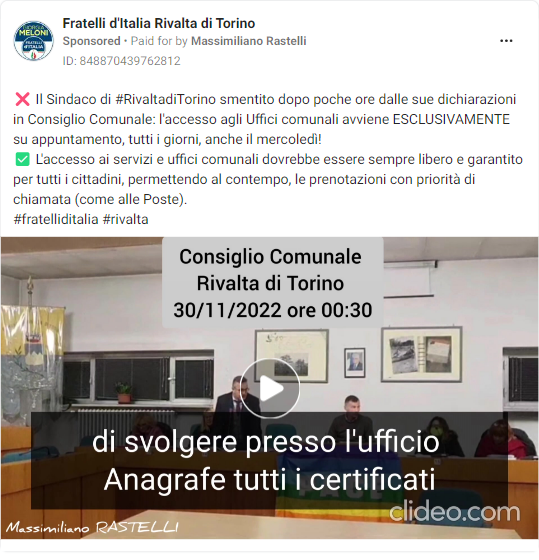 Fratelli d'Italia Rivalta di Torino
Sponsored • Paid for by Massimiliano Rastelli
ID: 848870439762812
❌ Il Sindaco di #RivaltadiTorino smentito dopo poche ore dalle sue dichiarazioni
in Consiglio Comunale: l'accesso agli Uffici comunali avviene ESCLUSIVAMENTE
su appuntamento, tutti i giorni, anche il mercoledì!
✅ L'accesso ai servizi e uffici comunali dovrebbe essere sempre libero e garantito
per tutti i cittadini, permettendo al contempo, le prenotazioni con priorità di
chiamata (come alle Poste).
#fratelliditalia #rivalta
Consiglio Comunale
Rivalta di Torino
30/11/2022 ore 00:30
di svolgere presso l'ufficio
Anagrafe tutti i certificati
Massimiliano RASTELLI
clideo.com